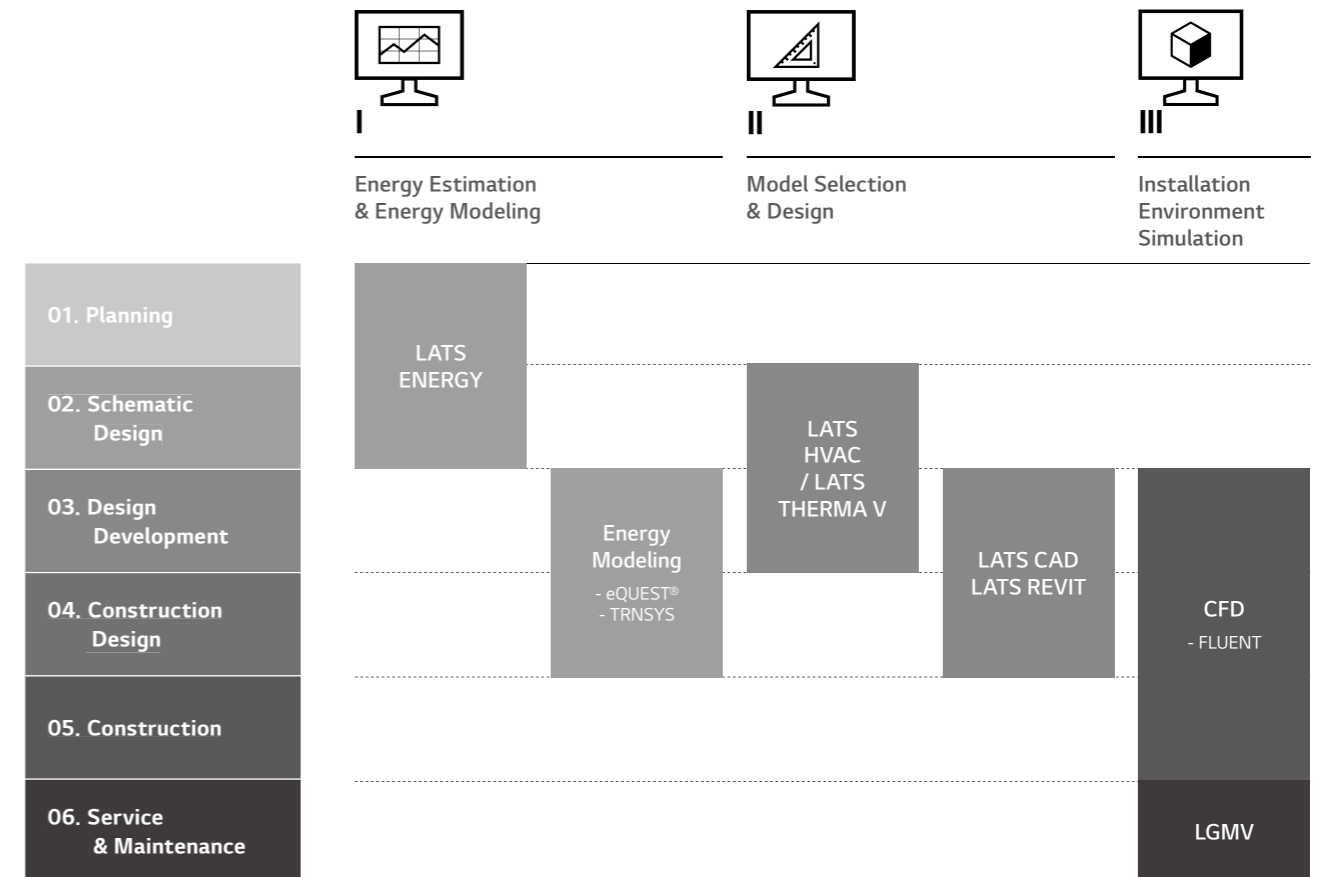 I
II
III
Energy Estimation
& Energy Modeling
Model Selection
& Design
Installation
Environment
Simulation
01. Planning
02. Schematic
Design
03. Design
Development
04. Construction
Design
05. Construction
06. Service
& Maintenance
LATS
ENERGY
Energy
Modeling
- eQUEST®
- TRNSYS
LATS
HVAC
/ LATS
THERMA V
LATS CAD
LATS REVIT
CFD
- FLUENT
LGMV